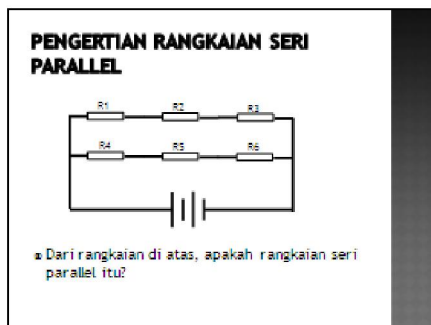 PENGERTIAN RANGKAIAN SERI
PARALLEL
R1 R2 R3
R4 R5 R6
Dari rangkaian di atas, apakah rangkaian seri
parallel itu?